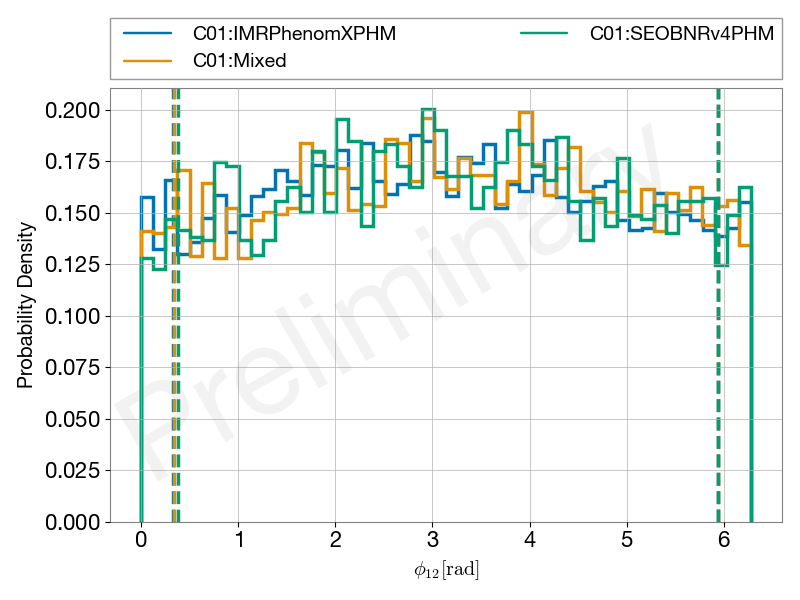 C01:IMRPhenomXPHM
C01:Mixed
C01:SEOBNRv4PHM
0.200
0.175
0.150
0.125
0.100
0.075
0.050
0.025
0.000
Probability Density
Preliminary
0 1 2 3 4 5 6
ϕ₁₂[rad]